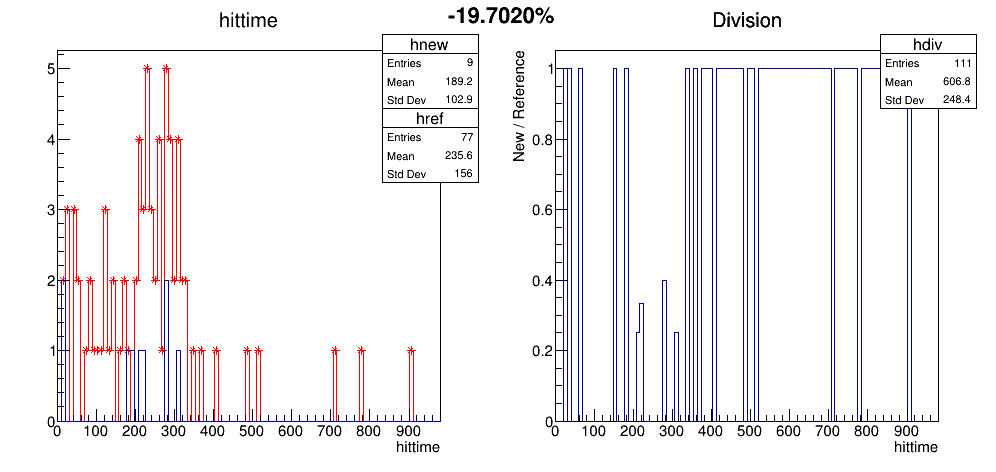 -19.7020%
hittime
hnew
Entries 9
Mean 189.2
Std Dev 102.9
href
Entries 77
Mean 235.6
Std Dev 156
5
4
3
2
1
0
0 100 200 300 400 500 600 700 800 900
hittime
Division
hdiv
Entries 111
Mean 606.8
Std Dev 248.4
New / Reference
1
0.8
0.6
0.4
0.2
0
0 100 200 300 400 500 600 700 800 900
hittime